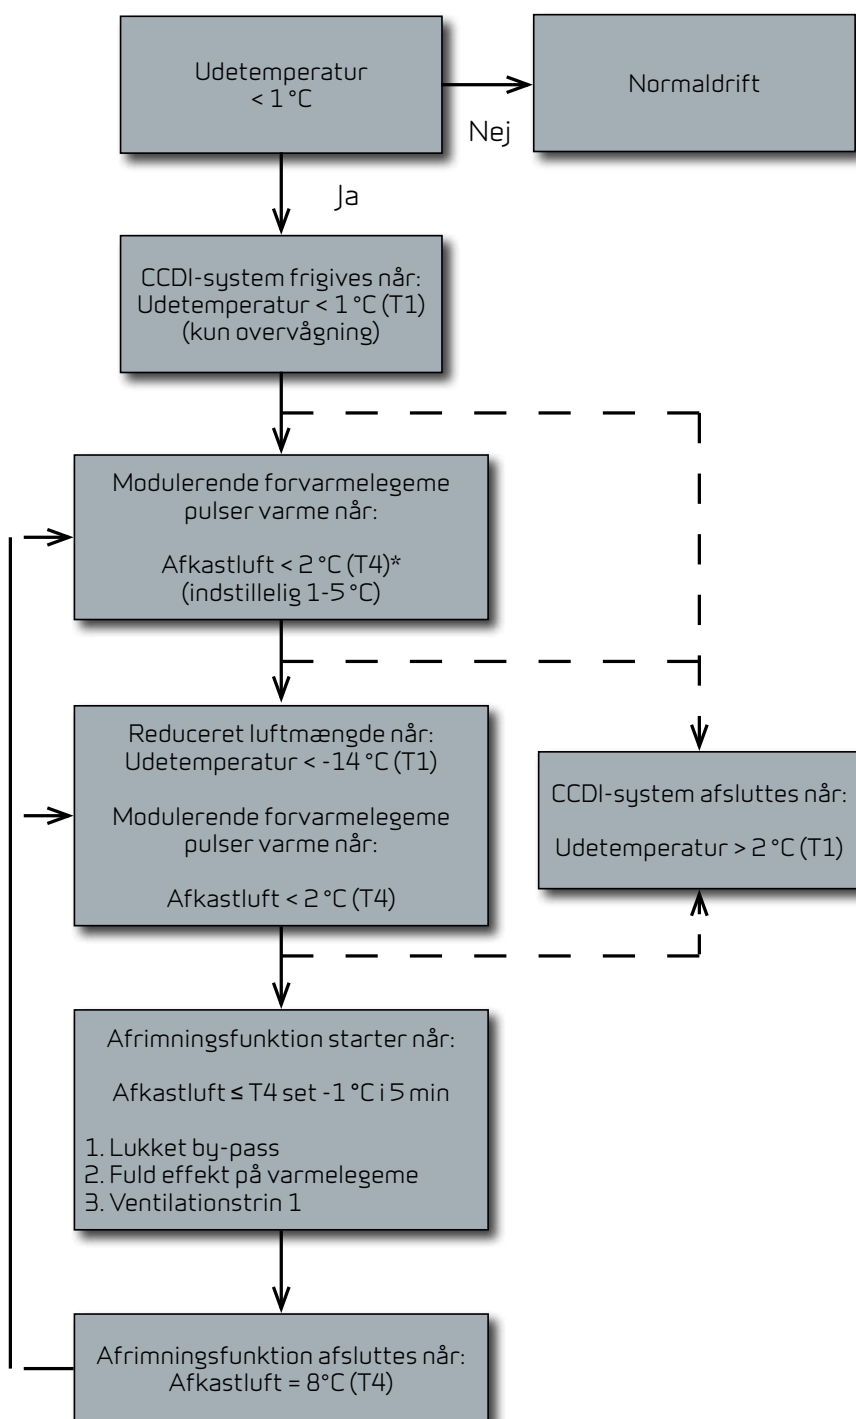 Udetemperatur
< 1 °C
Normaldrift
Nej
Ja
CCDI-system frigives når:
Udetemperatur < 1 °C (T1)
(kun overvågning)
Modulerende forvarmelegeme
pulser varme når:
Afkastluft < 2 °C (T4)*
(indstillelig 1-5 °C)
Reduceret luftmængde når:
Udetemperatur < -14 °C (T1)
Modulerende forvarmelegeme
pulser varme når:
Afkastluft < 2 °C (T4)
CCDI-system afsluttes når:
Udetemperatur > 2 °C (T1)
Afrimningsfunktion starter når:
Afkastluft ≤ T4 set -1 °C i 5 min
1. Lukket by-pass
2. Fuld effekt på varmelegeme
3. Ventilationstrin 1
Afrimningsfunktion afsluttes når:
Afkastluft = 8°C (T4)